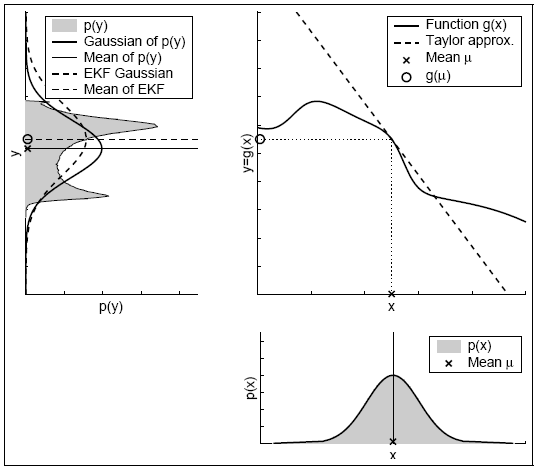 p(y)
Gaussian of p(y)
Mean of p(y)
EKF Gaussian
Mean of EKF
y
p(y)
Function g(x)
Taylor approx.
Mean μ
g(μ)
y=g(x)
x
p(x)
Mean μ
p(x)
x